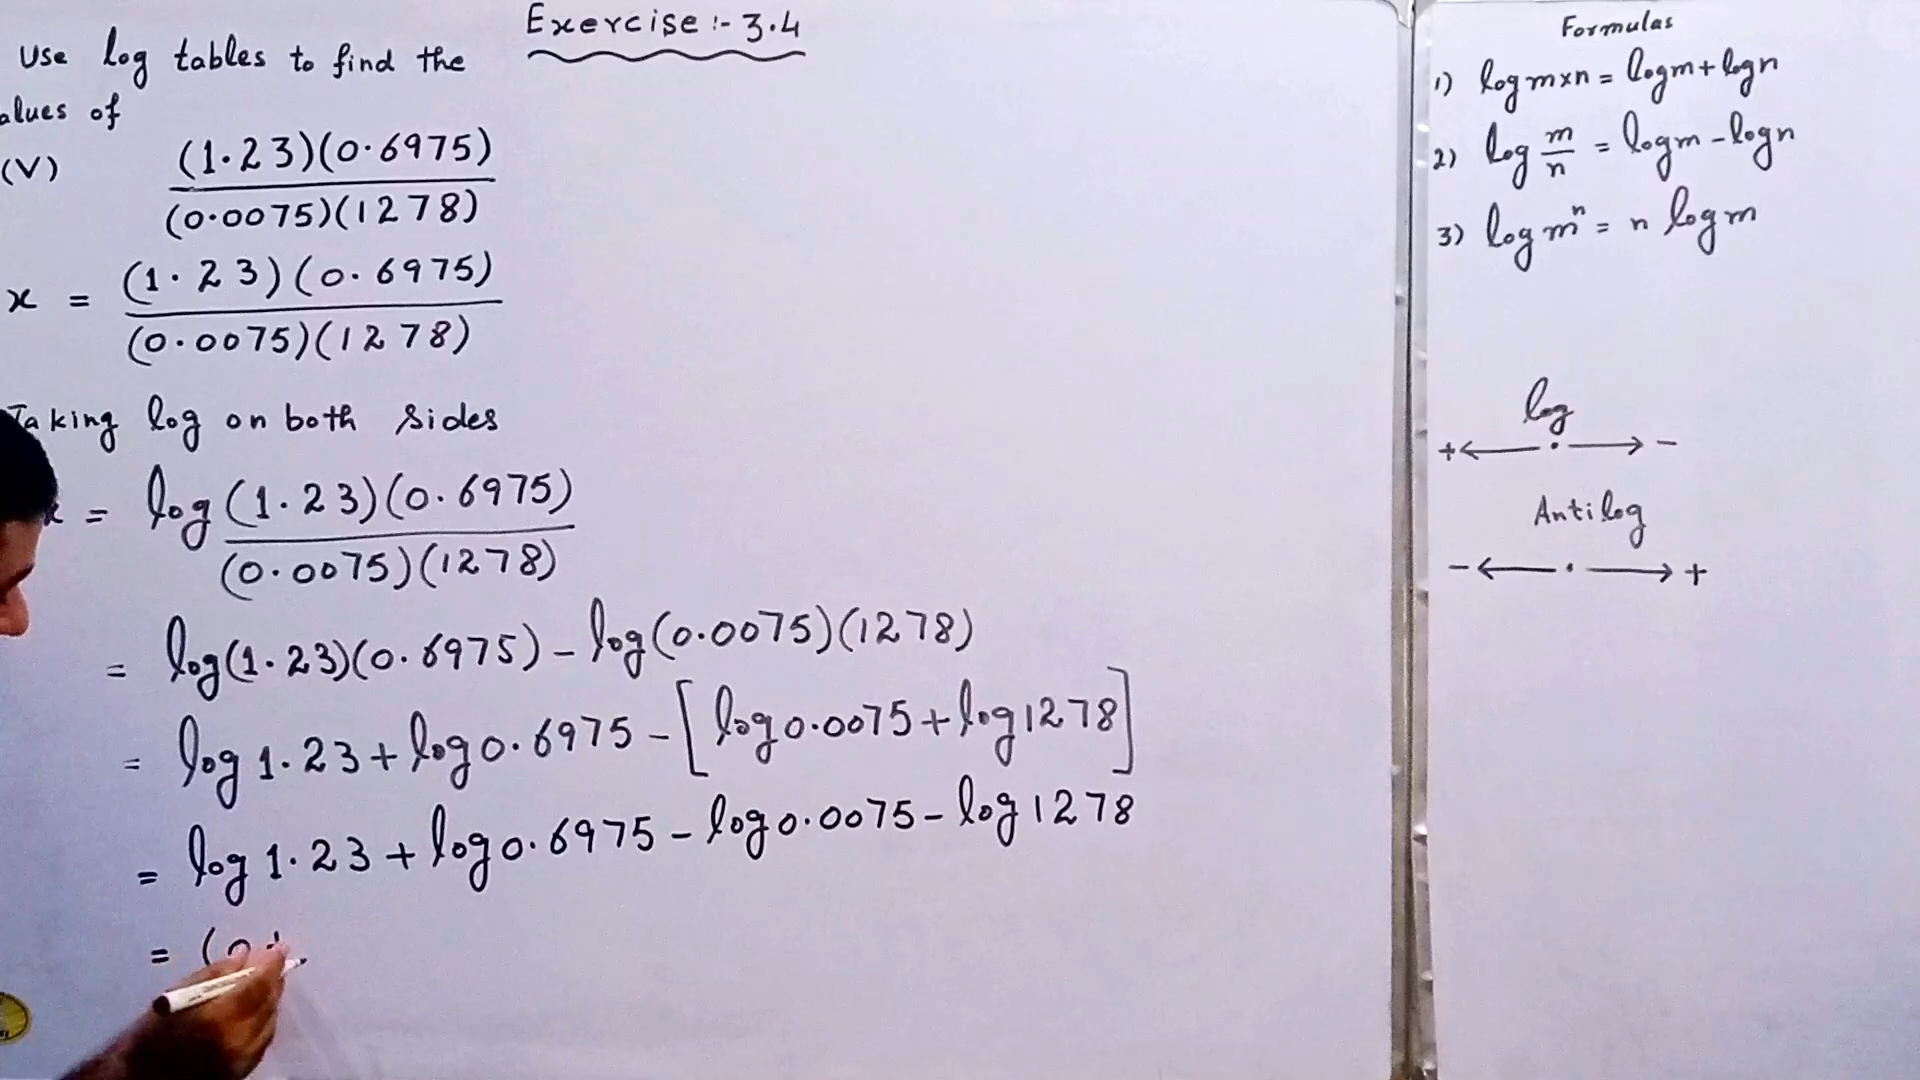 Exercise :- 3.4
Use log tables to find the
alues of
(V) (1.23)(0.6975)
(0.0075)(1278)
x = (1.23)(0.6975)
(0.0075)(1278)
Taking log on both sides
x = log (1.23)(0.6975)
(0.0075)(1278)
= log(1.23)(0.6975) - log(0.0075)(1278)
= log 1.23 + log 0.6975 - [log 0.0075 + log 1278]
= log 1.23 + log 0.6975 - log 0.0075 - log 1278
= (0
Formulas
1) log m×n = log m + log n
2) log m/n = log m - log n
3) log mⁿ = n log m
log
+ ← . → -
Antilog
- ← . → +